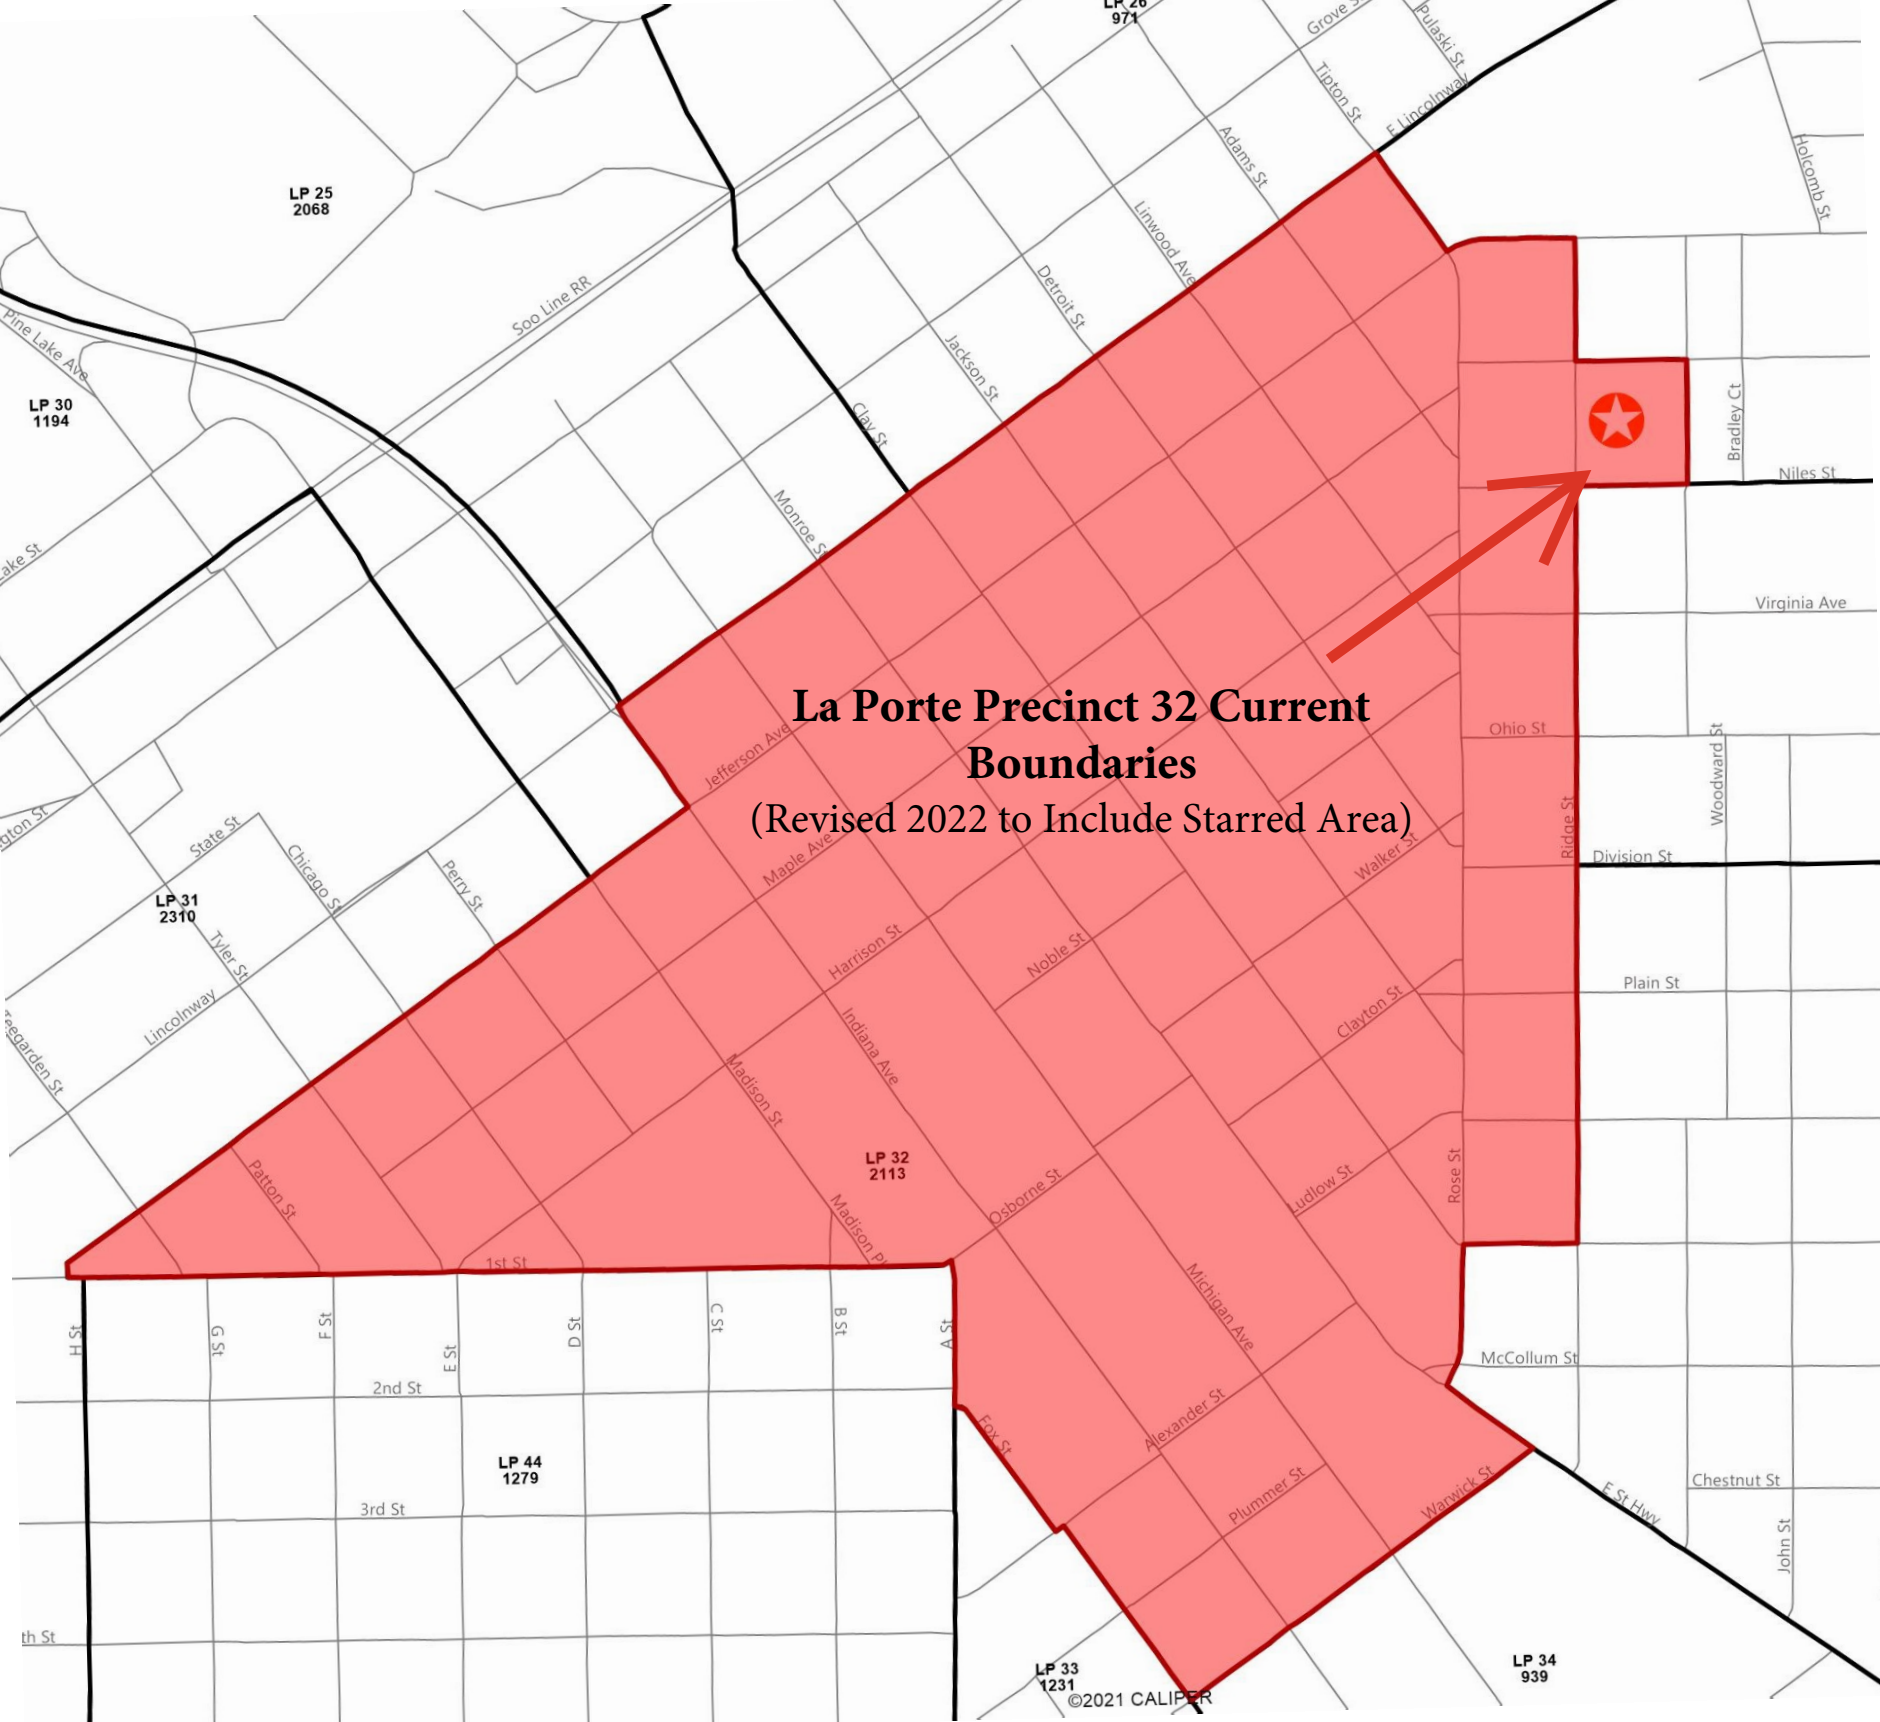 LP 26
971
Grove S
Pulaski St
Tipton St
E Lincolnway
Adams St
Holcomb St
LP 25
2068
Linwood Ave
Detroit St
Soo Line RR
Pine Lake Ave
Jackson St
LP 30
1194
Clay St
Bradley Ct
Niles St
Monroe St
ake St
Virginia Ave
La Porte Precinct 32 Current
Boundaries
(Revised 2022 to Include Starred Area)
Jefferson Ave
Ohio St
Woodward St
gton St
State St
Chicago St
Maple Ave
Walker St
Ridge St
Division St
Perry St
LP 31
2310
Tyler St
Harrison St
Noble St
Plain St
Lincolnway
Clayton St
Teegarden St
Indiana Ave
Madison St
LP 32
2113
Patton St
Osborne St
Ludlow St
Rose St
Madison Pl
1st St
Michigan Ave
H St
G St
F St
E St
D St
C St
B St
A St
McCollum St
2nd St
Fox St
Alexander St
LP 44
1279
Plummer St
Warwick St
E St Hwy
Chestnut St
3rd St
John St
th St
LP 33
1231
LP 34
939
©2021 CALIPER